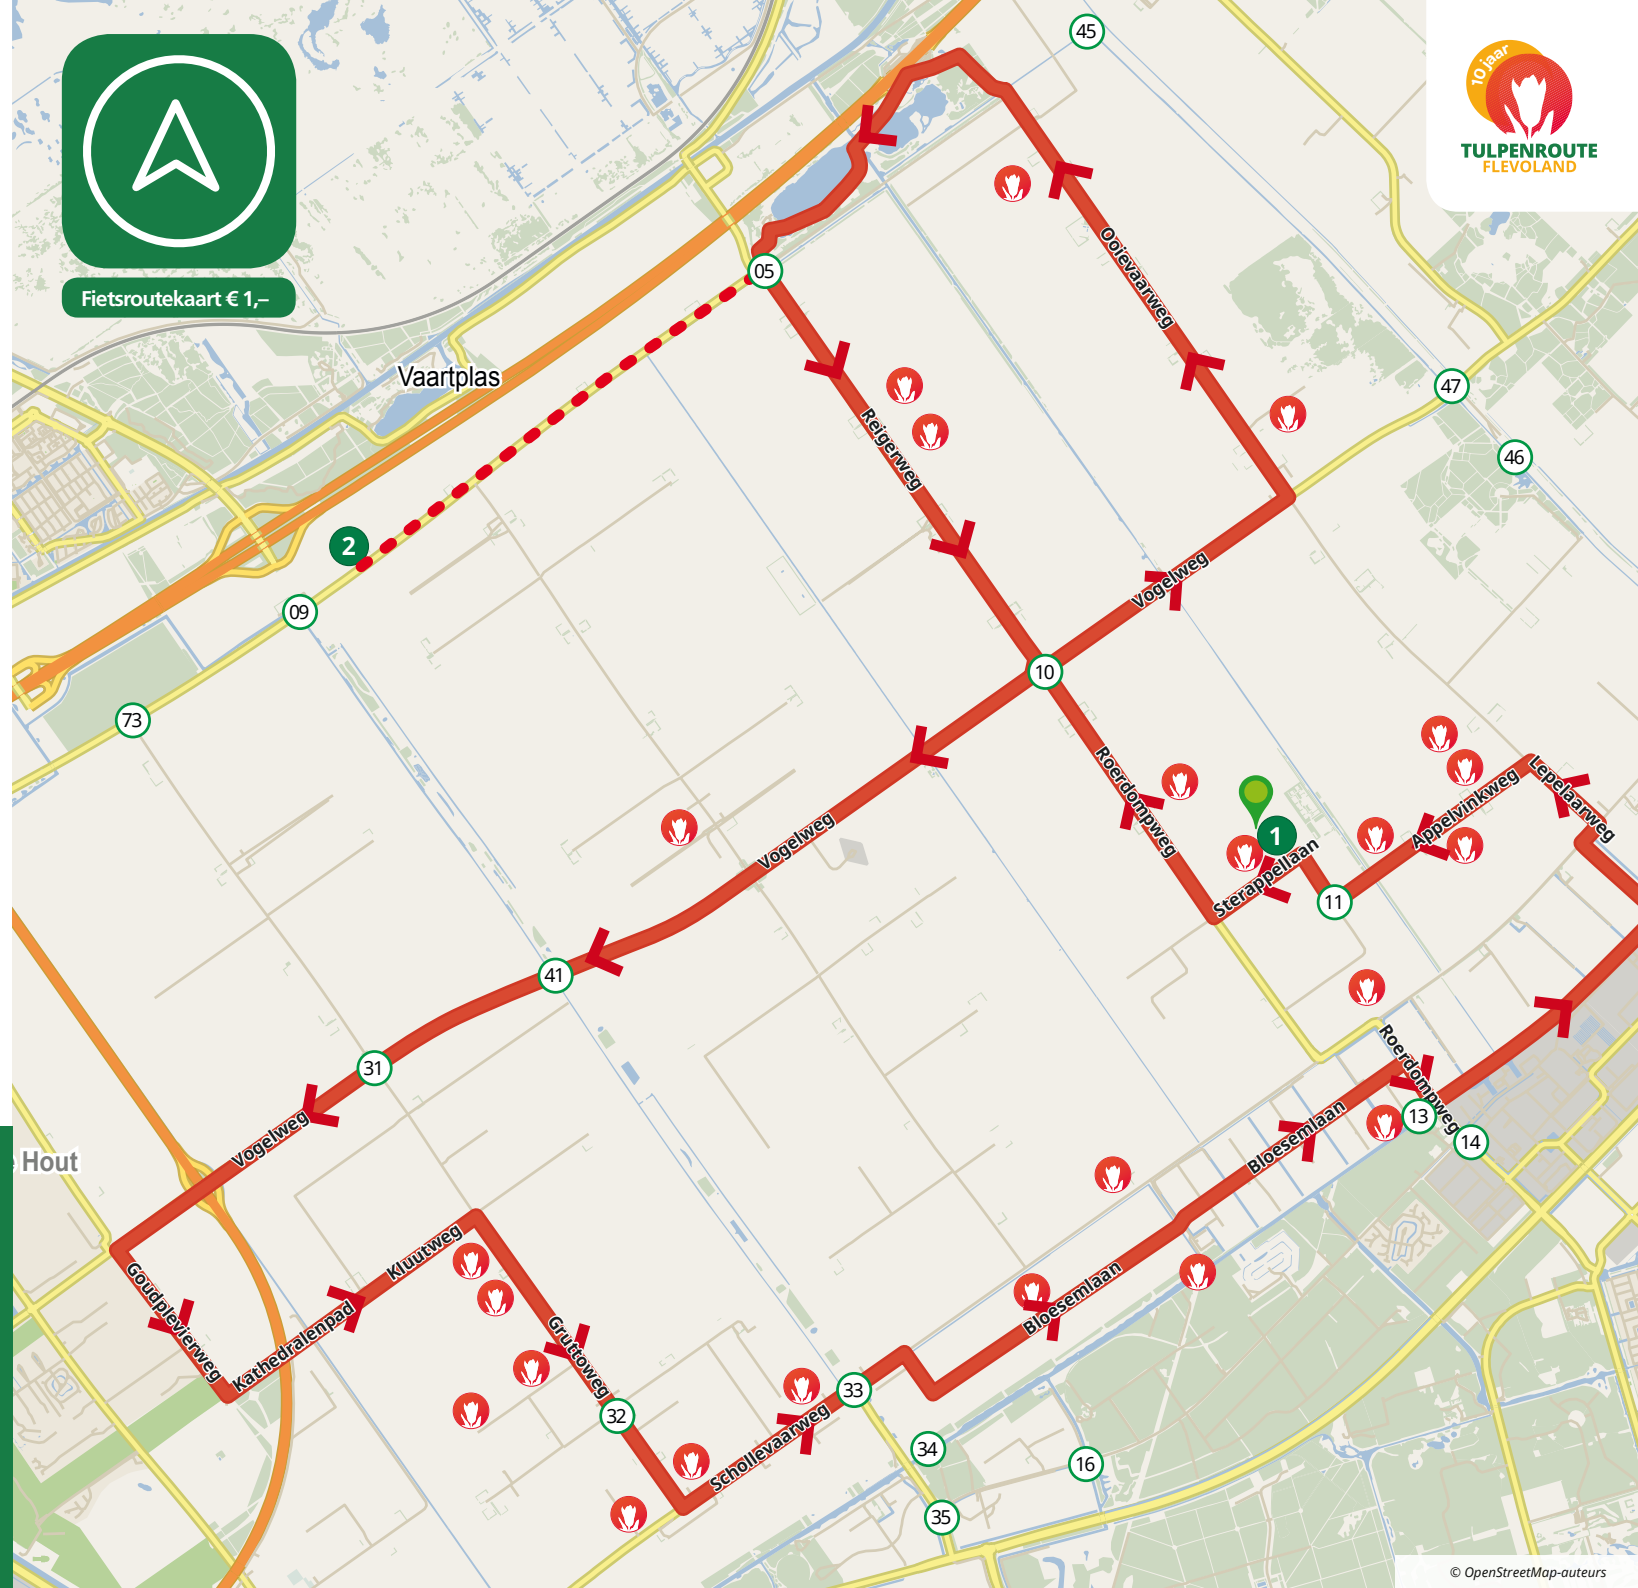 45
10 jaar
TULPENROUTE
FLEVOLAND
05
Fietsroutekaart € 1,–
Ooievaarweg
Vaartplas
47
Reigerweg
46
2
Vogelweg
09
10
73
Roerdompweg
Lepelaarweg
Appelvinkweg
Vogelweg
1
Sterappellaan
11
41
Roerdompweg
31
13
14
Vogelweg
Bloesemlaan
Hout
Kluutweg
Goudplevierweg
Kathedralenpad
Bloesemlaan
Gruttoweg
33
32
Schollevaarweg
34
16
35
© OpenStreetMap-auteurs